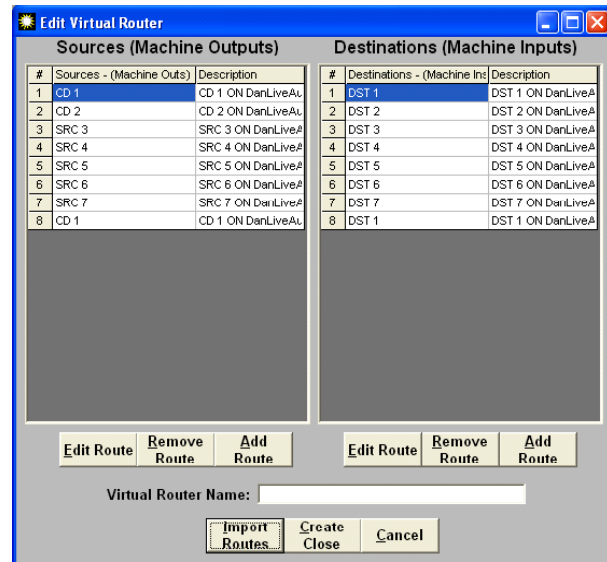 Edit Virtual Router
Sources (Machine Outputs) Destinations (Machine Inputs)
# Sources - (Machine Outs) Description
1 CD 1 CD 1 ON DanLiveAu
2 CD 2 CD 2 ON DanLiveAu
3 SRC 3 SRC 3 ON DanLiveA
4 SRC 4 SRC 4 ON DanLiveA
5 SRC 5 SRC 5 ON DanLiveA
6 SRC 6 SRC 6 ON DanLiveA
7 SRC 7 SRC 7 ON DanLiveA
8 CD 1 CD 1 ON DanLiveAu
# Destinations - (Machine Ins Description
1 DST 1 DST 1 ON DanLiveA
2 DST 2 DST 2 ON DanLiveA
3 DST 3 DST 3 ON DanLiveA
4 DST 4 DST 4 ON DanLiveA
5 DST 5 DST 5 ON DanLiveA
6 DST 6 DST 6 ON DanLiveA
7 DST 7 DST 7 ON DanLiveA
8 DST 1 DST 1 ON DanLiveA
Edit Route Remove Route Add Route
Edit Route Remove Route Add Route
Virtual Router Name:
Import Routes Create Close Cancel